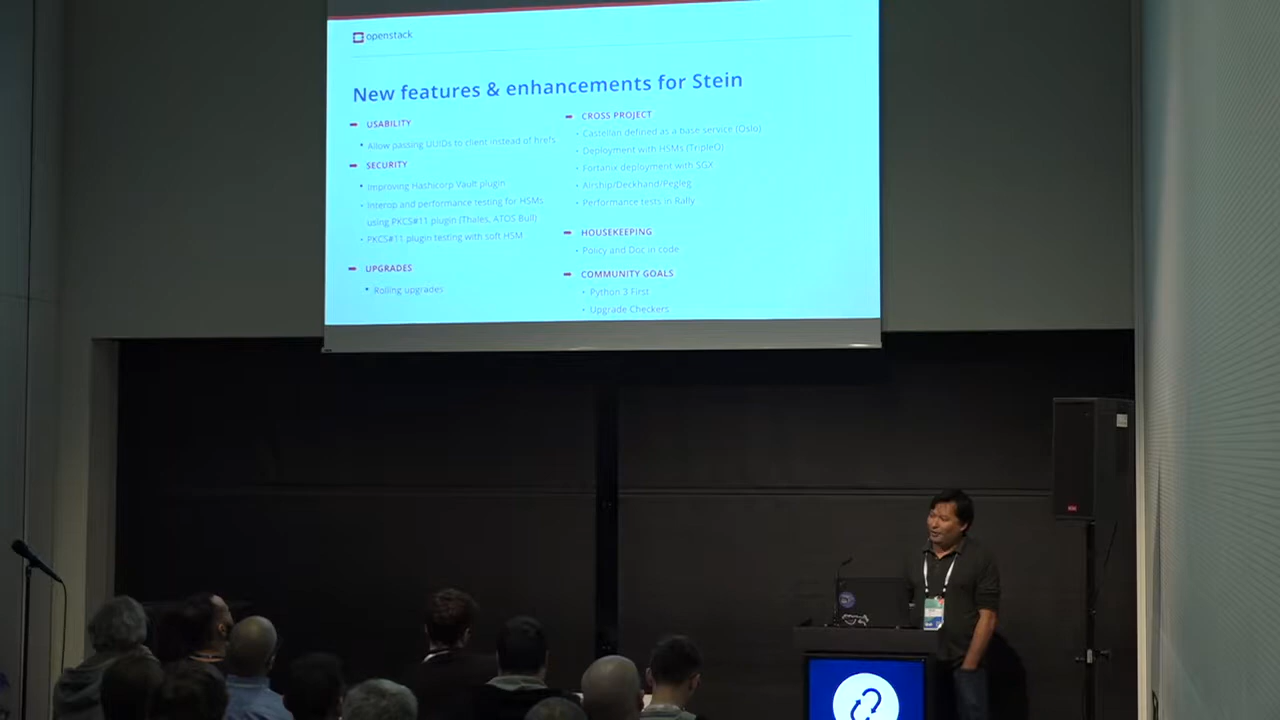 openstack
New features & enhancements for Stein
USABILITY
Allow passing UUIDs to client instead of hrefs
SECURITY
Improving Hashicorp Vault plugin
Interop and performance testing for HSMs
using PKCS#11 plugin (Thales, ATOS Bull)
PKCS#11 plugin testing with soft HSM
UPGRADES
Rolling upgrades
CROSS PROJECT
Castellan defined as a base service (Oslo)
Deployment with HSMs (TripleO)
Fortanix deployment with SGX
Airship/Deckhand/Pegleg
Performance tests in Rally
HOUSEKEEPING
Policy and Doc in code
COMMUNITY GOALS
Python 3 First
Upgrade Checkers